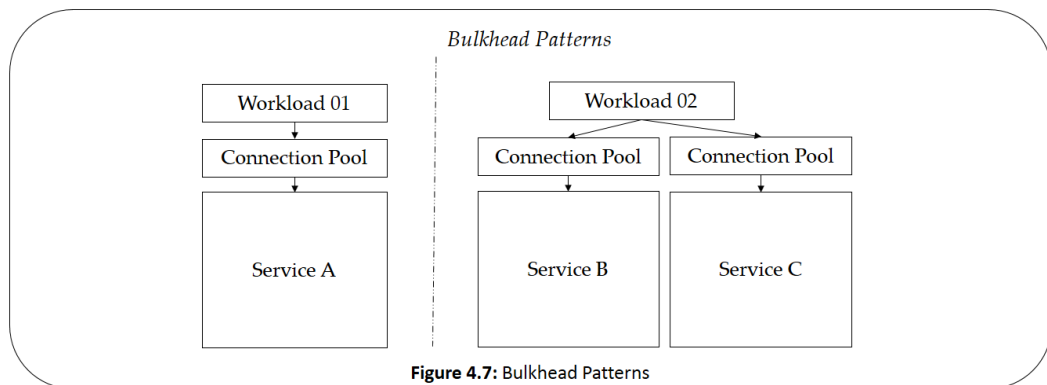 Bulkhead Patterns
Workload 01
Workload 02
Connection Pool
Connection Pool
Connection Pool
Service A
Service B
Service C
Figure 4.7: Bulkhead Patterns